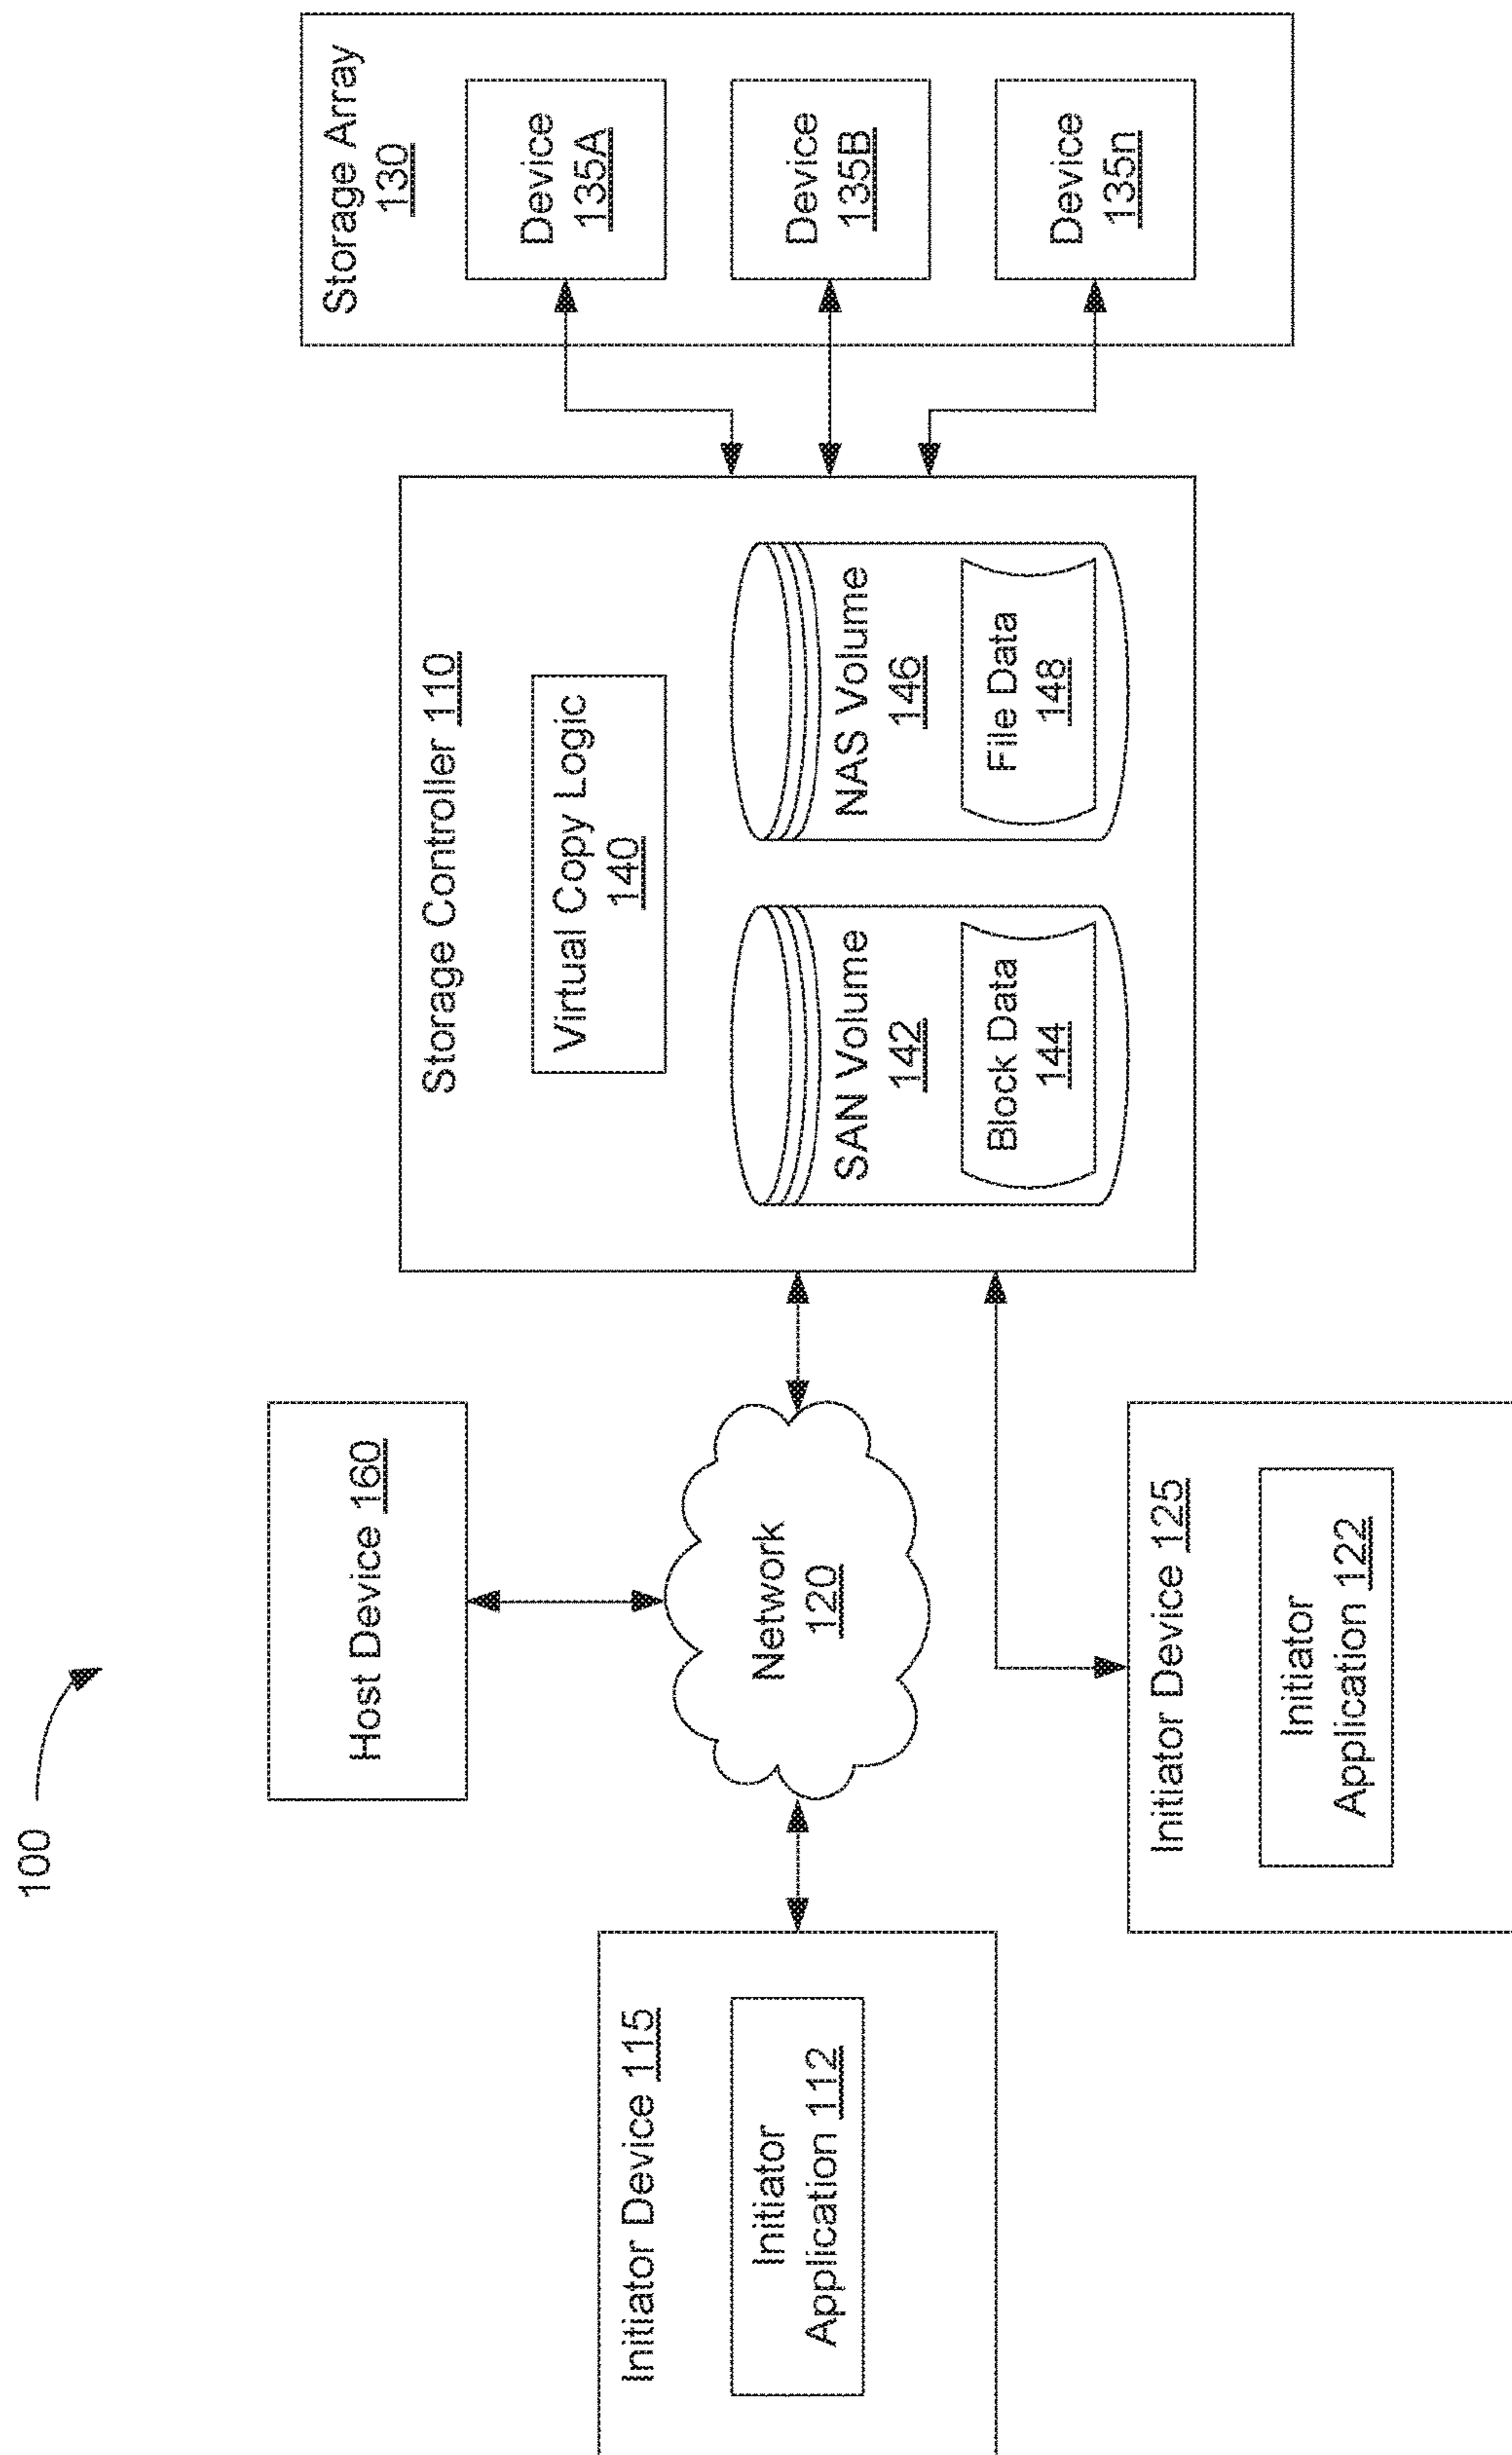 100
Host Device 160
Initiator Device 115
Initiator
Application 112
Network
120
Initiator Device 125
Initiator
Application 122
Storage Controller 110
Virtual Copy Logic
140
SAN Volume
142
Block Data
144
NAS Volume
146
File Data
148
Storage Array
130
Device
135A
Device
135B
Device
135n